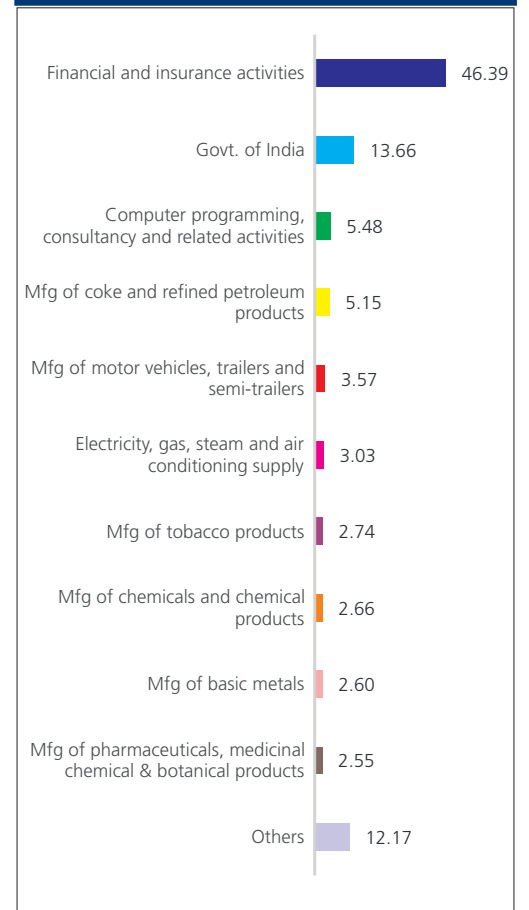 Financial and insurance activities 46.39
Govt. of India 13.66
Computer programming,
consultancy and related activities 5.48
Mfg of coke and refined petroleum
products 5.15
Mfg of motor vehicles, trailers and
semi-trailers 3.57
Electricity, gas, steam and air
conditioning supply 3.03
Mfg of tobacco products 2.74
Mfg of chemicals and chemical
products 2.66
Mfg of basic metals 2.60
Mfg of pharmaceuticals, medicinal
chemical & botanical products 2.55
Others 12.17